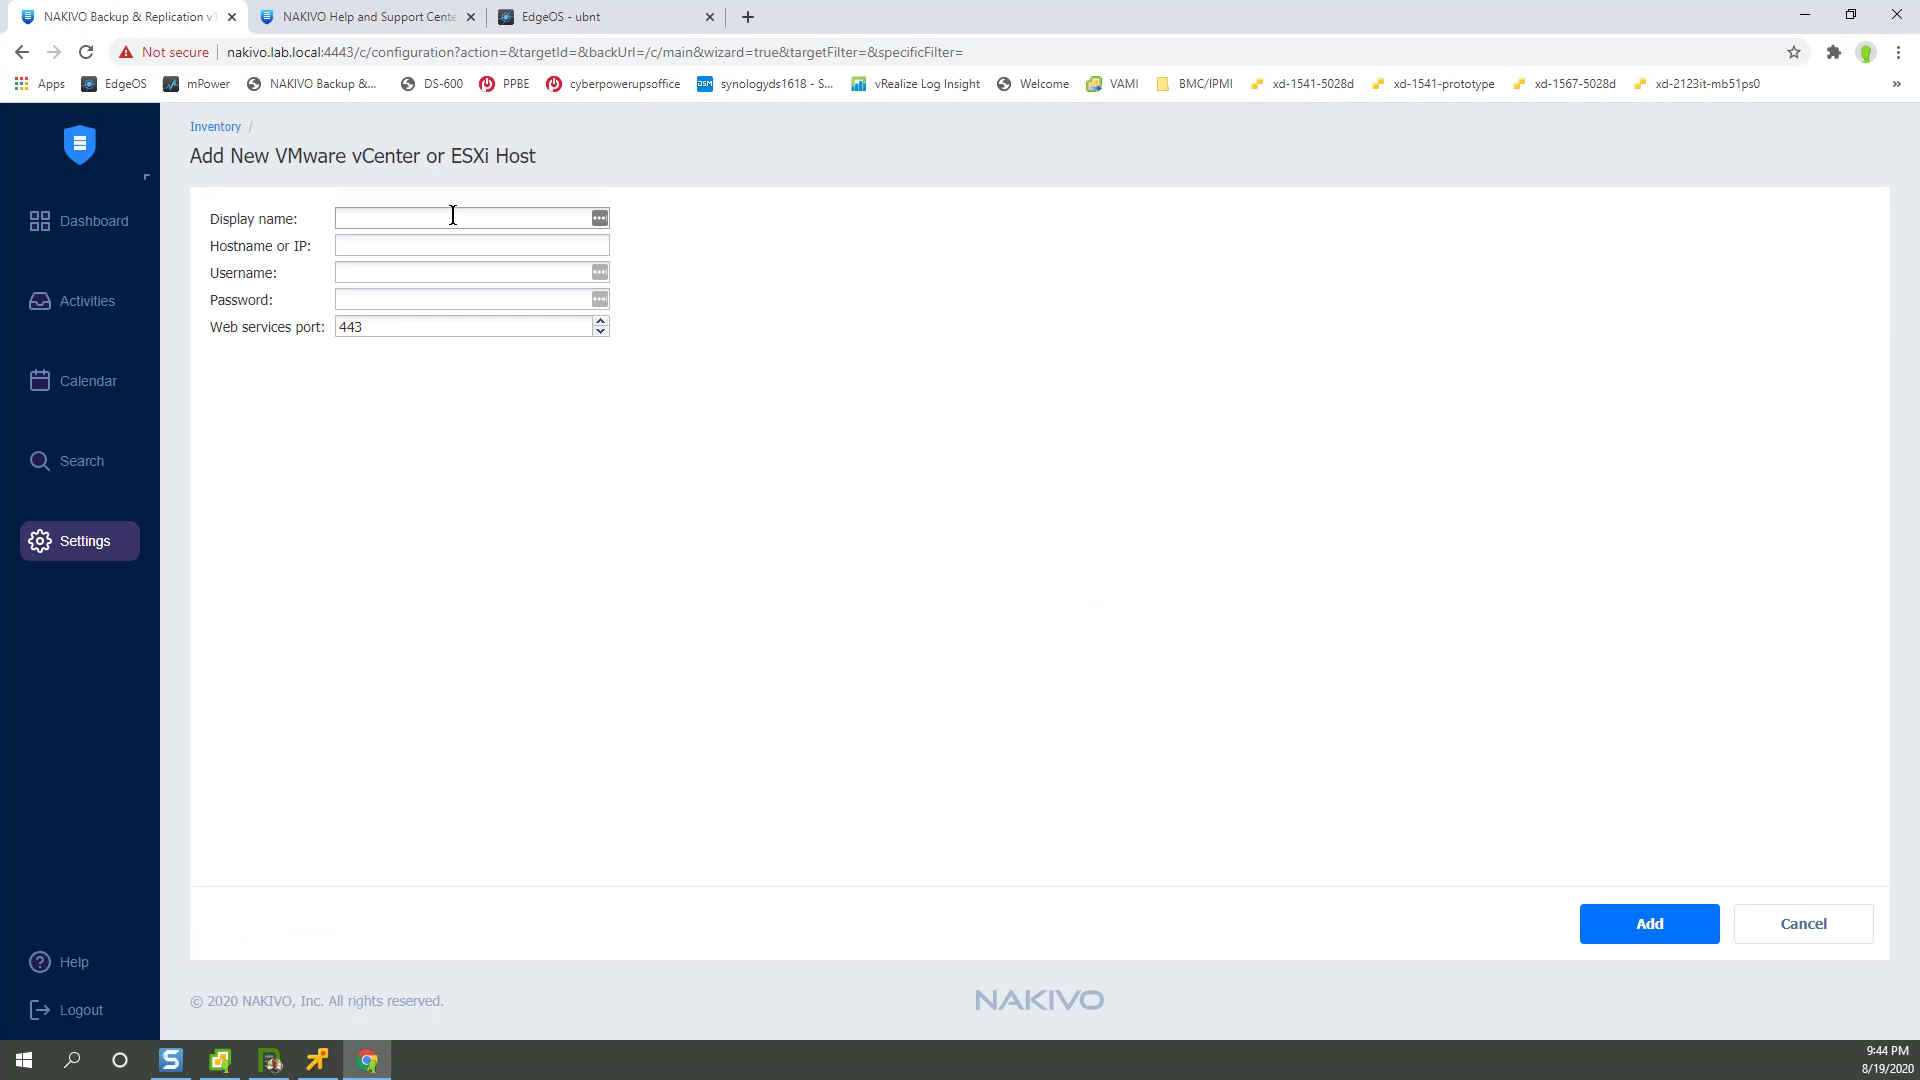 NAKIVO Backup & Replication v1
NAKIVO Help and Support Cente
EdgeOS - ubnt
Not secure
nakivo.lab.local:4443/c/configuration?action=&targetId=&backUrl=/c/main&wizard=true&targetFilter=&specificFilter=
Apps EdgeOS mPower NAKIVO Backup &... DS-600 PPBE cyberpowerupsoffice DSM synologyds1618 - S... vRealize Log Insight Welcome VAMI BMC/IPMI xd-1541-5028d xd-1541-prototype xd-1567-5028d xd-2123it-mb51ps0 »
Inventory /
Add New VMware vCenter or ESXi Host
Display name:
Hostname or IP:
Username:
Password:
Web services port: 443
Dashboard
Activities
Calendar
Search
Settings
Help
Logout
Add
Cancel
© 2020 NAKIVO, Inc. All rights reserved.
NAKIVO
9:44 PM
8/19/2020